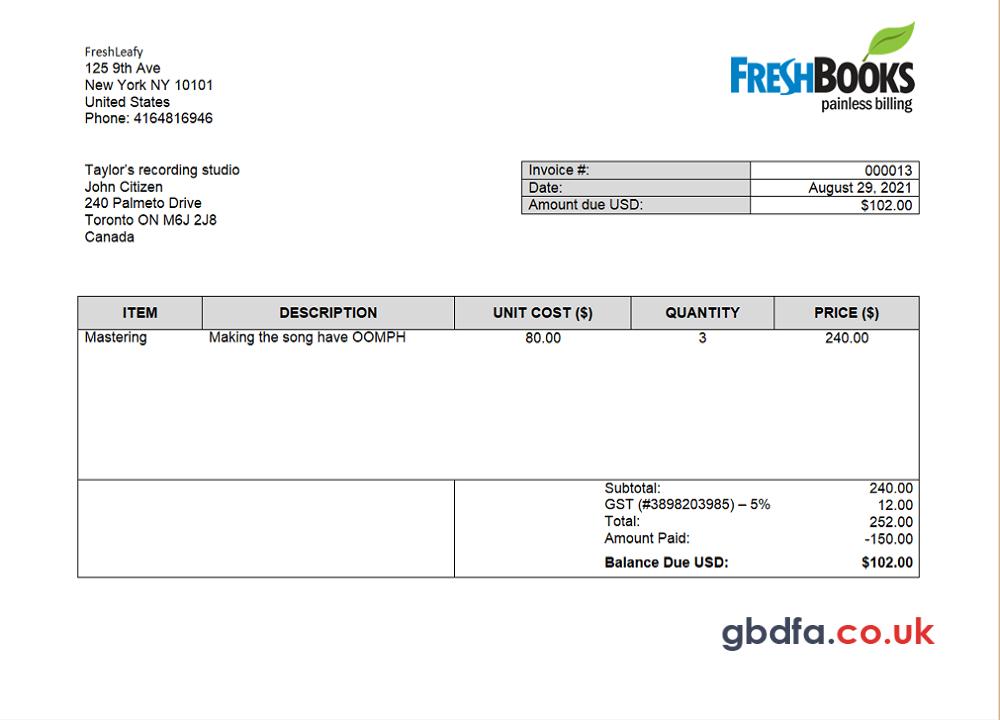 FreshLeafy
125 9th Ave
New York NY 10101
United States
Phone: 4164816946
FRESHBOOKS
painless billing
Taylor's recording studio
John Citizen
240 Palmeto Drive
Toronto ON M6J 2J8
Canada
Invoice #: 000013
Date: August 29, 2021
Amount due USD: $102.00
ITEM DESCRIPTION UNIT COST ($) QUANTITY PRICE ($)
Mastering Making the song have OOMPH 80.00 3 240.00
Subtotal: 240.00
GST (#3898203985) – 5% 12.00
Total: 252.00
Amount Paid: -150.00
Balance Due USD: $102.00
gbdfa.co.uk